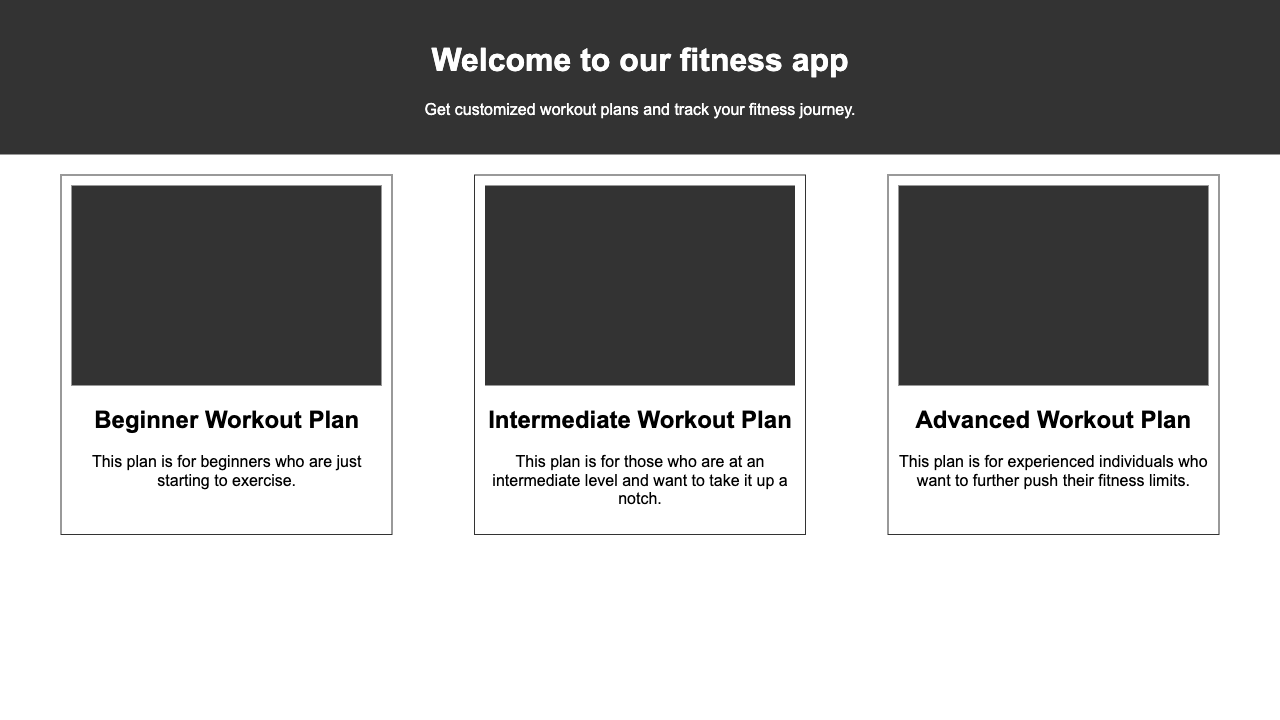 Welcome to our fitness app
Get customized workout plans and track your fitness journey.
Beginner Workout Plan
This plan is for beginners who are just
starting to exercise.
Intermediate Workout Plan
This plan is for those who are at an
intermediate level and want to take it up a
notch.
Advanced Workout Plan
This plan is for experienced individuals who
want to further push their fitness limits.